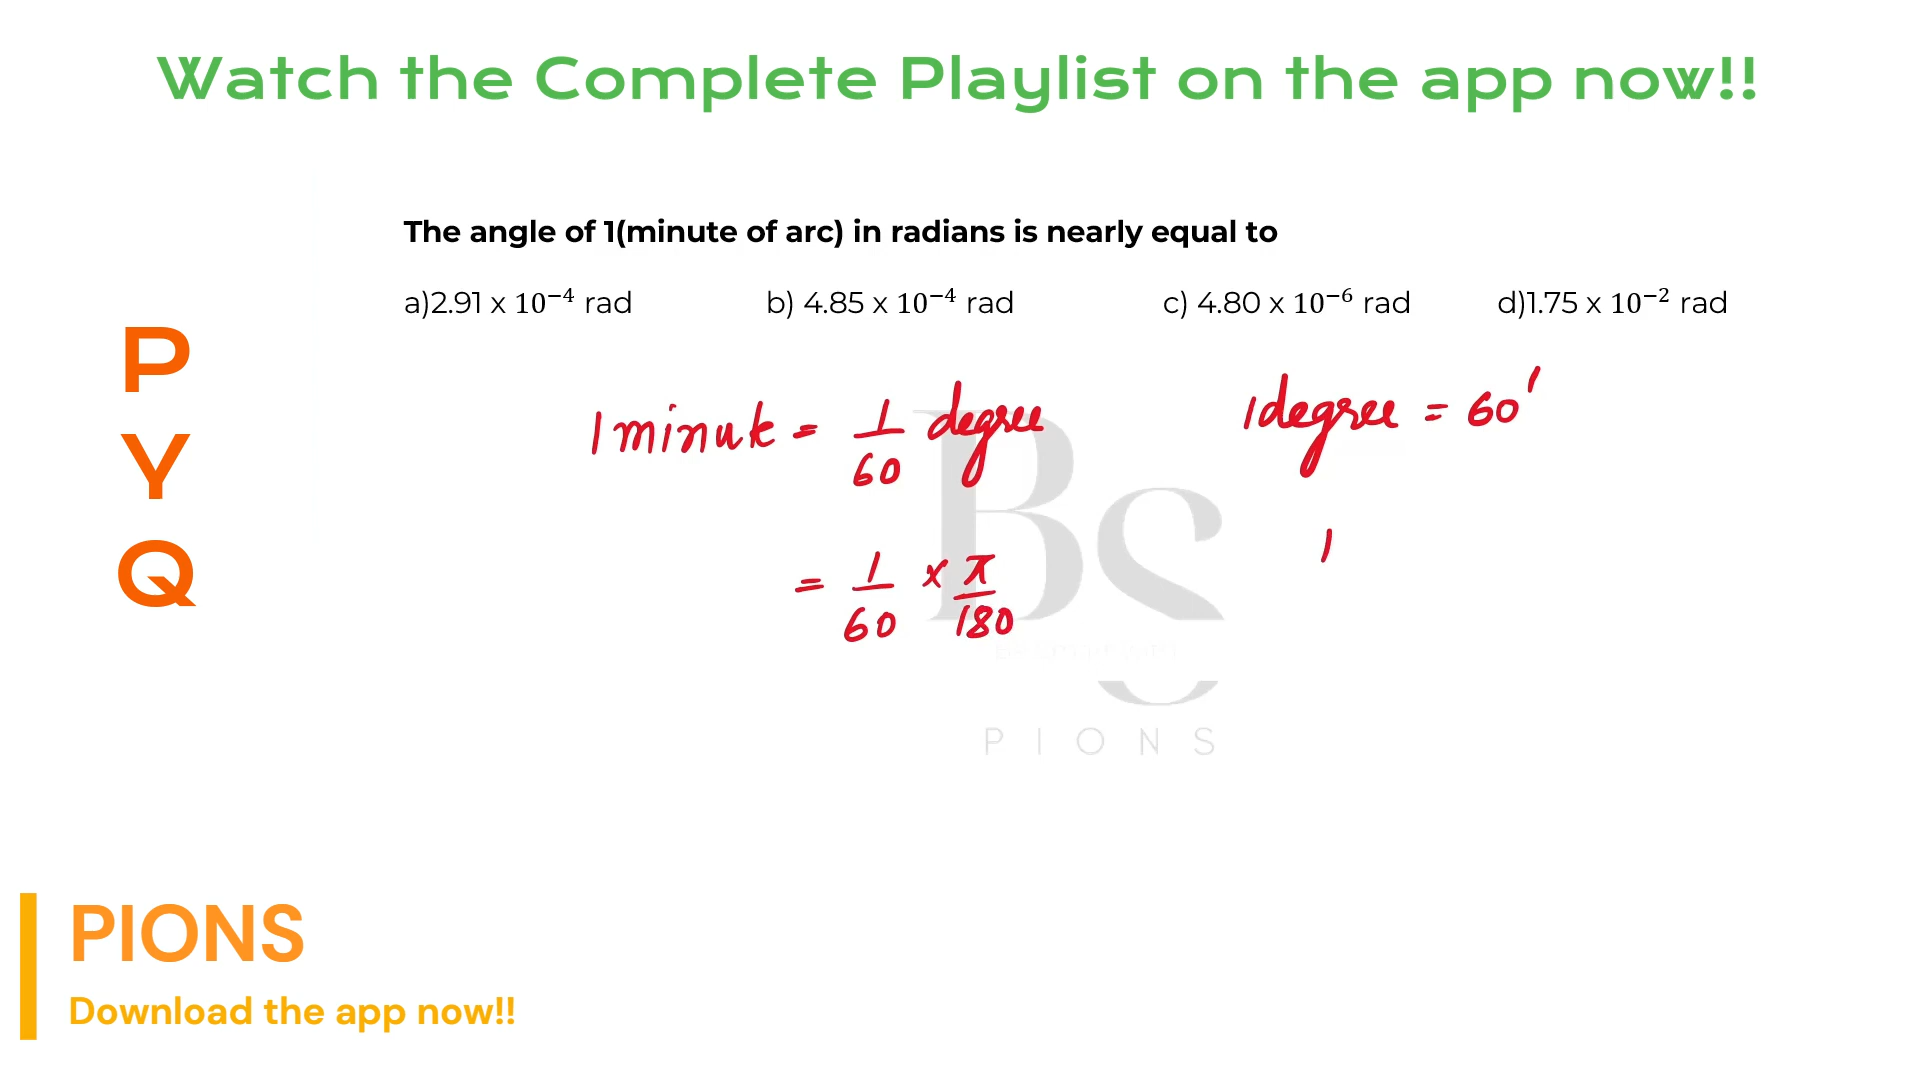 Watch the Complete Playlist on the app now!!
The angle of 1(minute of arc) in radians is nearly equal to
a)2.91 x 10⁻⁴ rad b) 4.85 x 10⁻⁴ rad c) 4.80 x 10⁻⁶ rad d)1.75 x 10⁻² rad
P
Y
Q
1 minute = 1/60 degree 1 degree = 60'
= 1/60 × π/180 1
BS
PIONS
PIONS
Download the app now!!